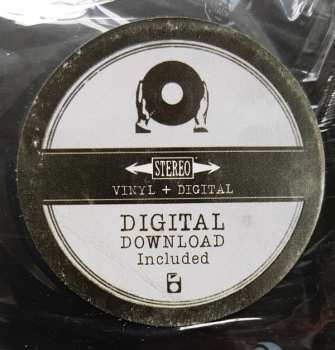 STEREO
VINYL + DIGITAL
DIGITAL
DOWNLOAD
Included